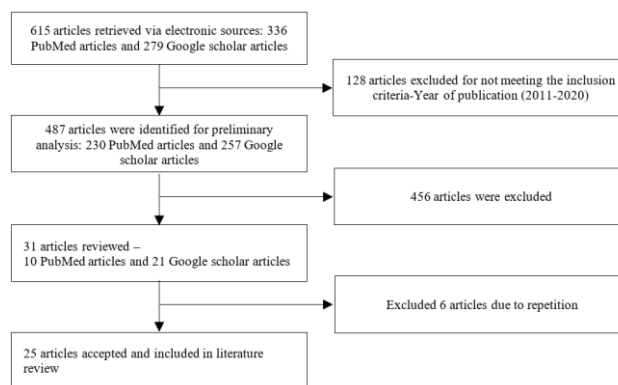 615 articles retrieved via electronic sources: 336
PubMed articles and 279 Google scholar articles
128 articles excluded for not meeting the inclusion
criteria-Year of publication (2011-2020)
487 articles were identified for preliminary
analysis: 230 PubMed articles and 257 Google
scholar articles
456 articles were excluded
31 articles reviewed –
10 PubMed articles and 21 Google scholar articles
Excluded 6 articles due to repetition
25 articles accepted and included in literature
review